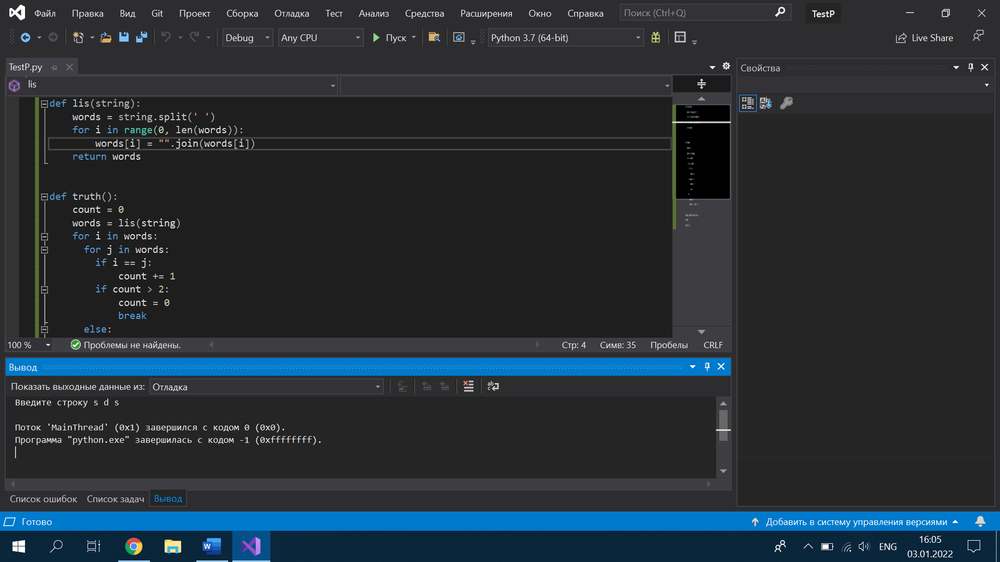 Файл Правка Вид Git Проект Сборка Отладка Тест Анализ Средства Расширения Окно Справка Поиск (Ctrl+Q) TestP
Debug Any CPU Пуск Python 3.7 (64-bit) Live Share
TestP.py
lis
def lis(string):
words = string.split(' ')
for i in range(0, len(words)):
words[i] = "".join(words[i])
return words
def truth():
count = 0
words = lis(string)
for i in words:
for j in words:
if i == j:
count += 1
if count > 2:
count = 0
break
else:
100 % Проблемы не найдены. Стр: 4 Симв: 35 Пробелы CRLF
Вывод
Показать выходные данные из: Отладка
Введите строку s d s
Поток 'MainThread' (0x1) завершился с кодом 0 (0x0).
Программа "python.exe" завершилась с кодом -1 (0xffffffff).
Список ошибок Список задач Вывод
Свойства
Готово Добавить в систему управления версиями
ENG 16:05
03.01.2022